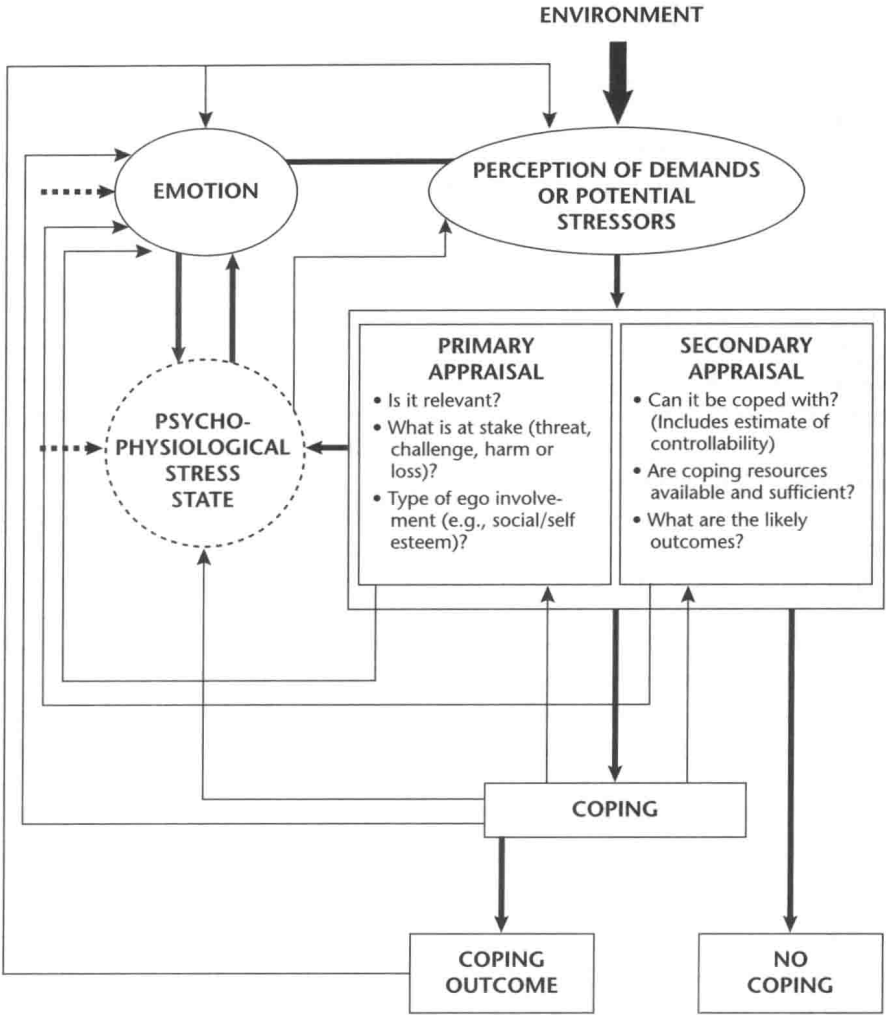 ENVIRONMENT
EMOTION
PERCEPTION OF DEMANDS
OR POTENTIAL
STRESSORS
PSYCHO-
PHYSIOLOGICAL
STRESS
STATE
PRIMARY
APPRAISAL
• Is it relevant?
• What is at stake (threat,
challenge, harm or
loss)?
• Type of ego involve-
ment (e.g., social/self
esteem)?
SECONDARY
APPRAISAL
• Can it be coped with?
(Includes estimate of
controllability)
• Are coping resources
available and sufficient?
• What are the likely
outcomes?
COPING
COPING
OUTCOME
NO
COPING